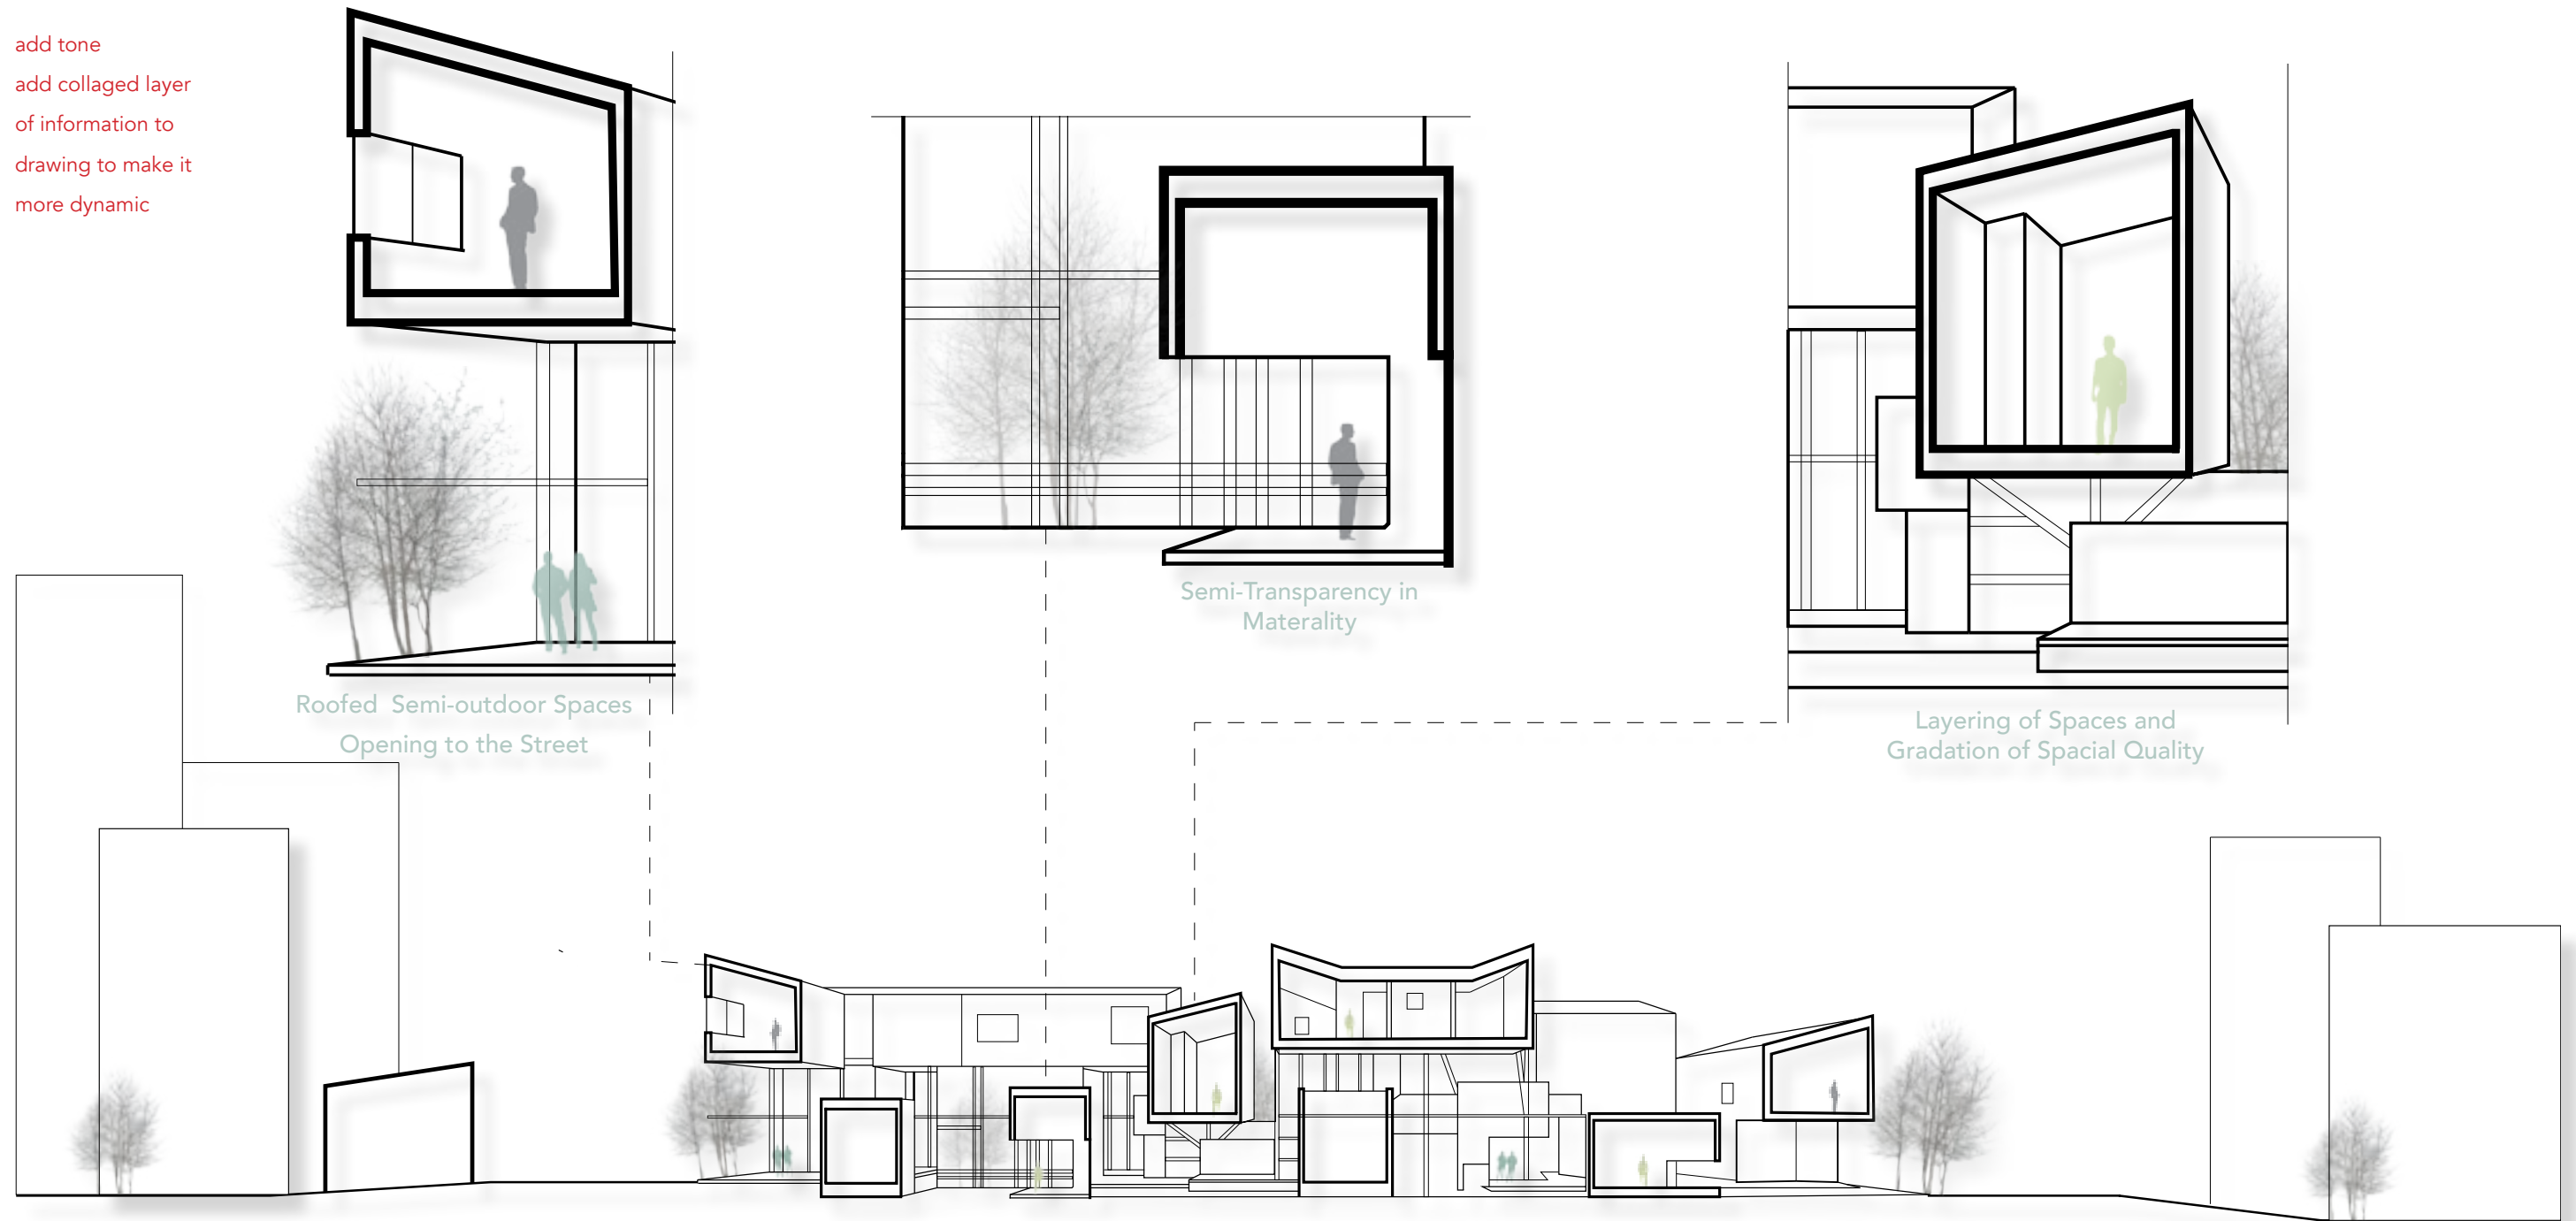 add tone
add collaged layer
of information to
drawing to make it
more dynamic
Semi-Transparency in
Materality
Roofed Semi-outdoor Spaces
Opening to the Street
Layering of Spaces and
Gradation of Spacial Quality